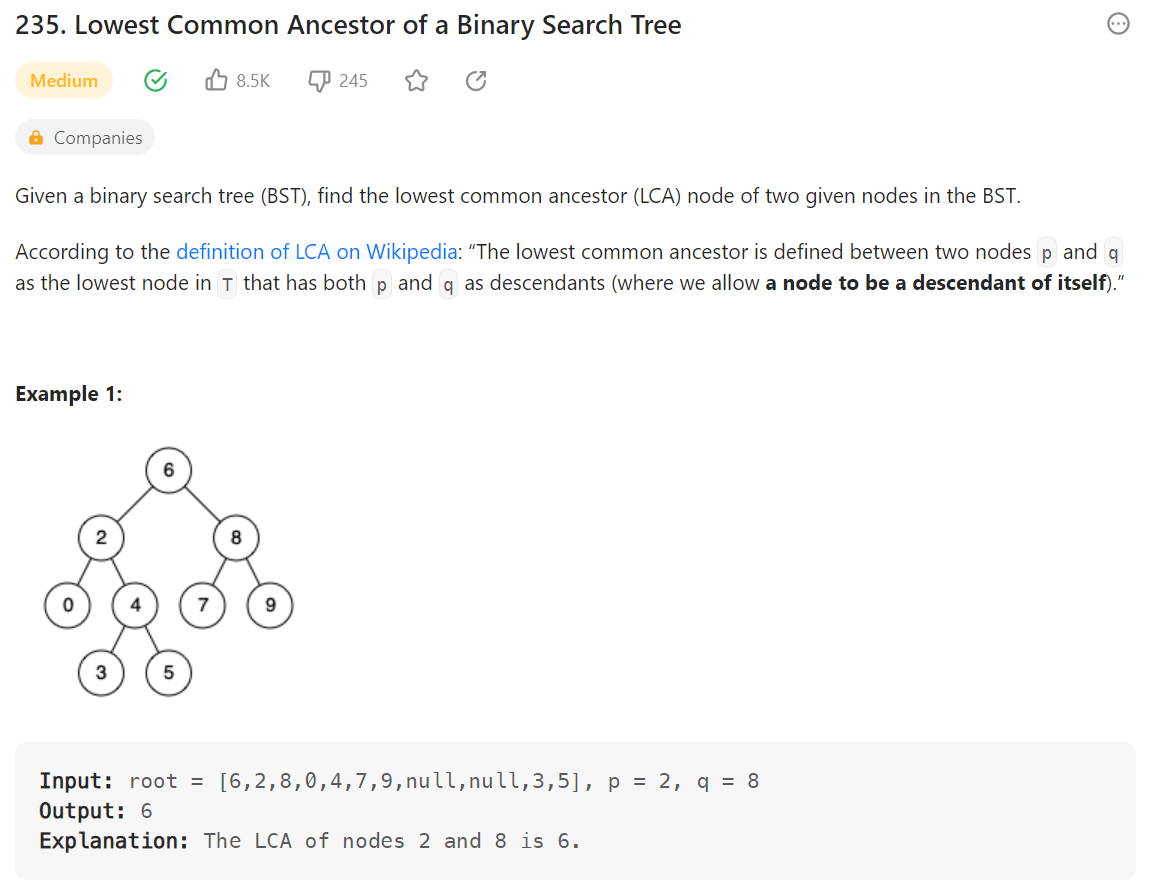 235. Lowest Common Ancestor of a Binary Search Tree
Medium 8.5K 245
Companies
Given a binary search tree (BST), find the lowest common ancestor (LCA) node of two given nodes in the BST.
According to the definition of LCA on Wikipedia: “The lowest common ancestor is defined between two nodes p and q
as the lowest node in T that has both p and q as descendants (where we allow a node to be a descendant of itself).”
Example 1:
6
2 8
0 4 7 9
3 5
Input: root = [6,2,8,0,4,7,9,null,null,3,5], p = 2, q = 8
Output: 6
Explanation: The LCA of nodes 2 and 8 is 6.